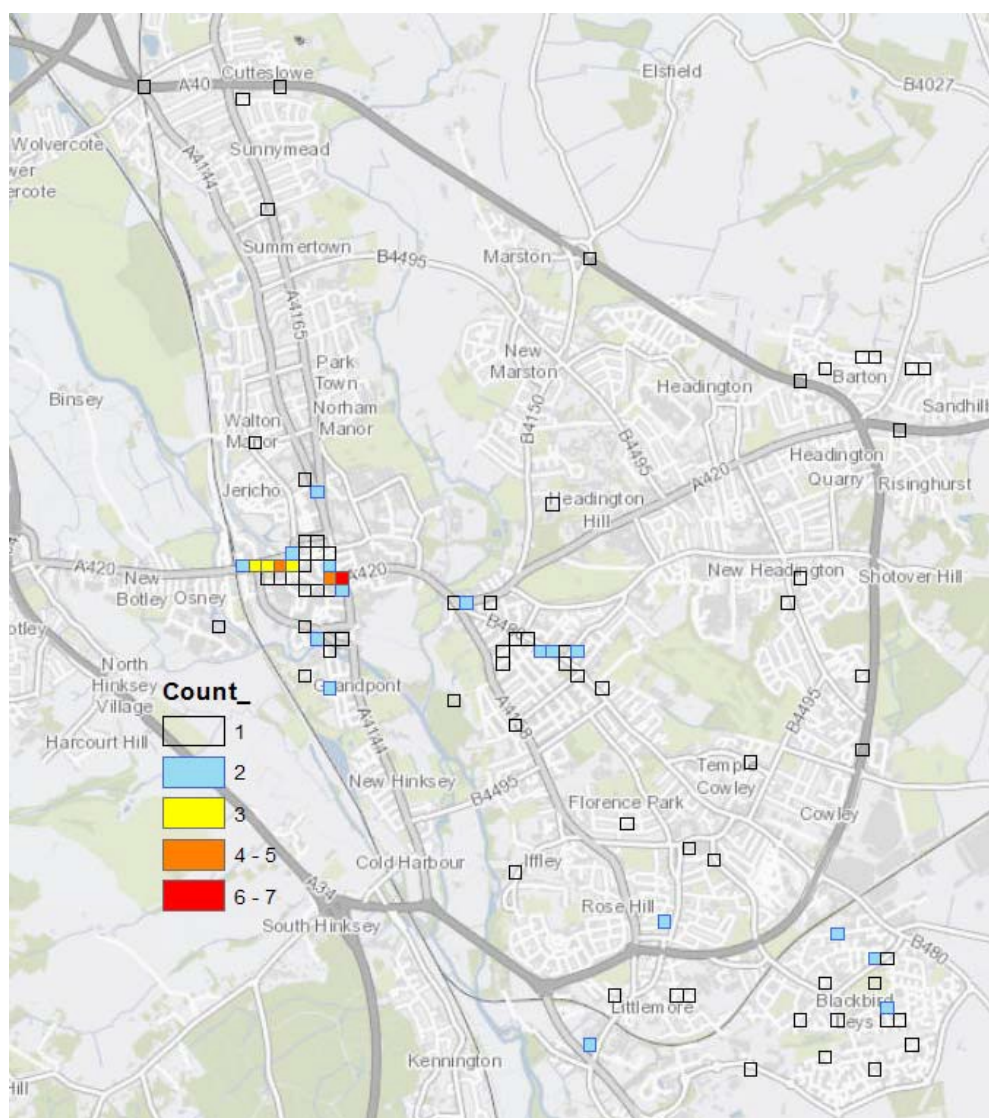 Elsfield
A40
Cutteslowe
B4027
Wolvercote
Sunnymead
A4144
Summertown
B4495
Marston
A4165
New
Marston
Park
Town
Norham
Manor
Headington
Barton
Binsey
Sandhill
Walton
Manor
B4150
B4495
A420
Headington
Quarry
Risinghurst
Jericho
Headington
Hill
A420
A420
New
Botley
Osney
New Headington
Shotover Hill
North
Hinksey
Village
Grandpont
Count_
1
2
3
4 - 5
6 - 7
Harcourt Hill
A4144
B4495
New Hinksey
B4495
Temple
Cowley
Florence Park
Cowley
Cold Harbour
Iffley
A34
South Hinksey
Rose Hill
B480
Littlemore
Blackbird
Leys
Kennington